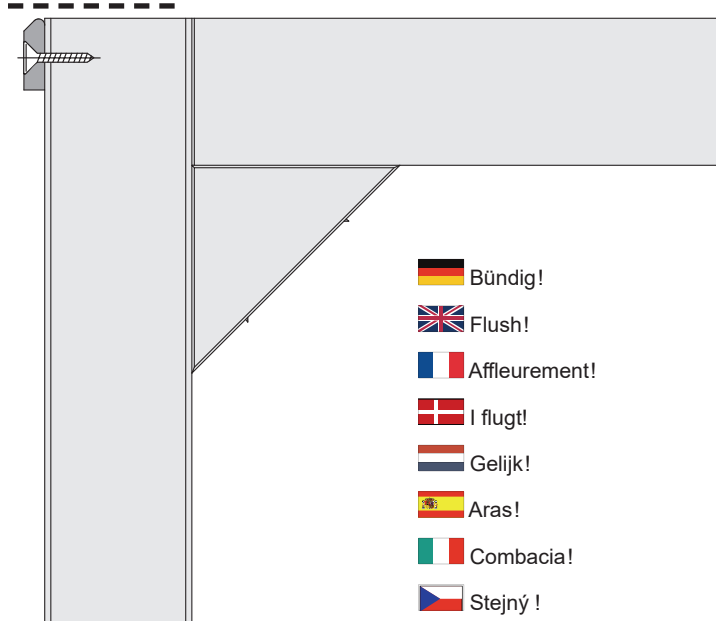 Bündig!
Flush!
Affleurement!
I flugt!
Gelijk!
Aras!
Combacia!
Stejný !